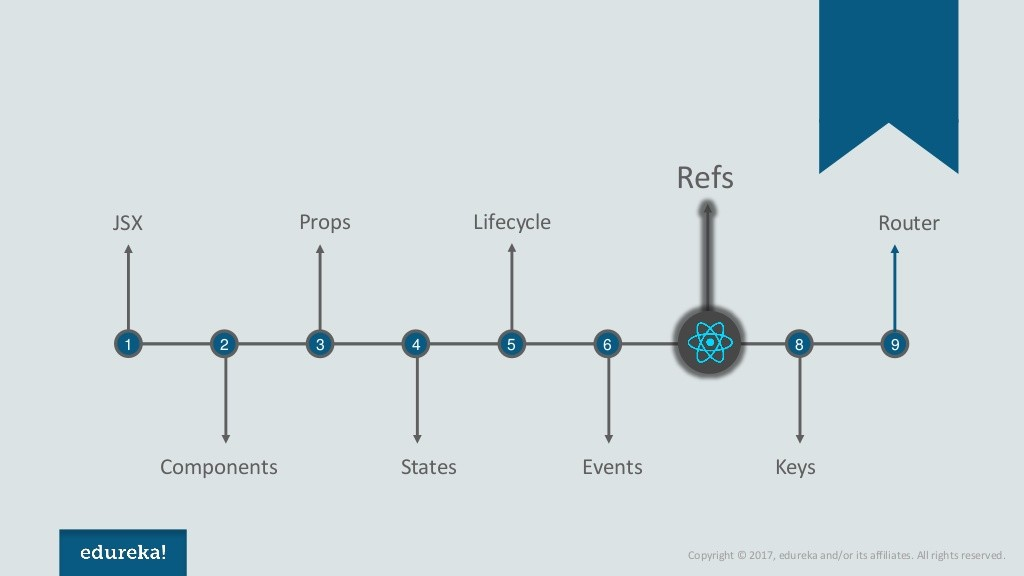 Refs
JSX
Props
Lifecycle
Router
1
2
3
4
5
6
8
9
Components
States
Events
Keys
edureka!
Copyright © 2017, edureka and/or its affiliates. All rights reserved.